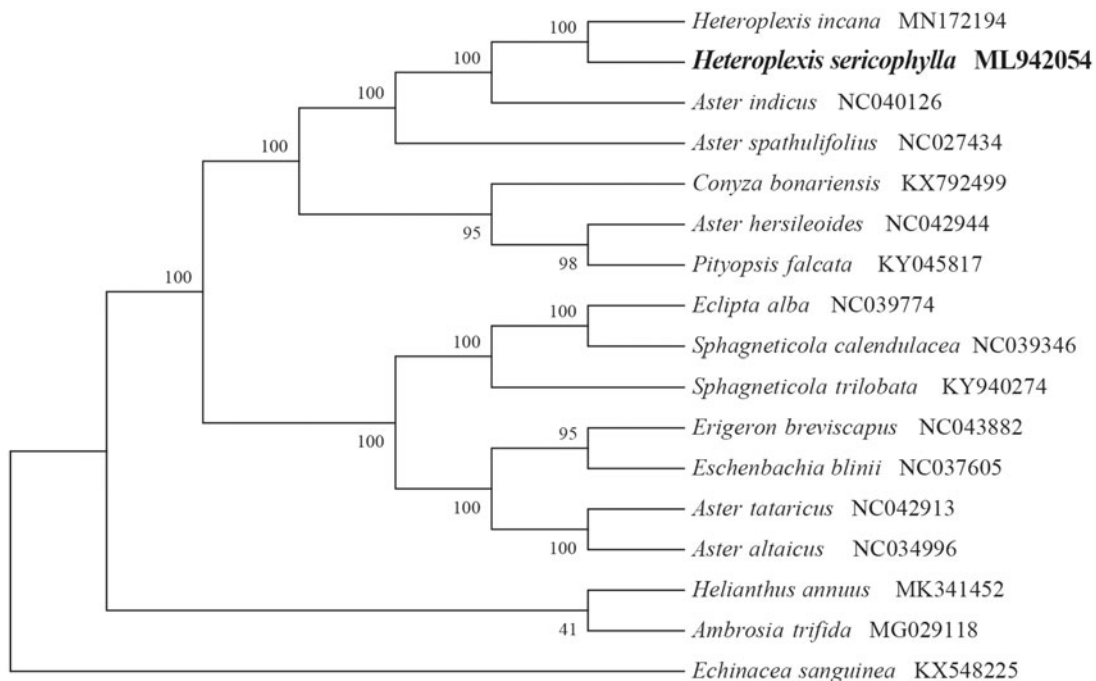 Heteroplexis incana MN172194
100
Heteroplexis sericophylla ML942054
100
Aster indicus NC040126
100
Aster spathulifolius NC027434
100
Conyza bonariensis KX792499
Aster hersileoides NC042944
95
Pityopsis falcata KY045817
98
100
Eclipta alba NC039774
100
Sphagneticola calendulacea NC039346
100
Sphagneticola trilobata KY940274
Erigeron breviscapus NC043882
95
100
Eschenbachia blinii NC037605
Aster tataricus NC042913
100
Aster altaicus NC034996
100
Helianthus annuus MK341452
Ambrosia trifida MG029118
41
Echinacea sanguinea KX548225